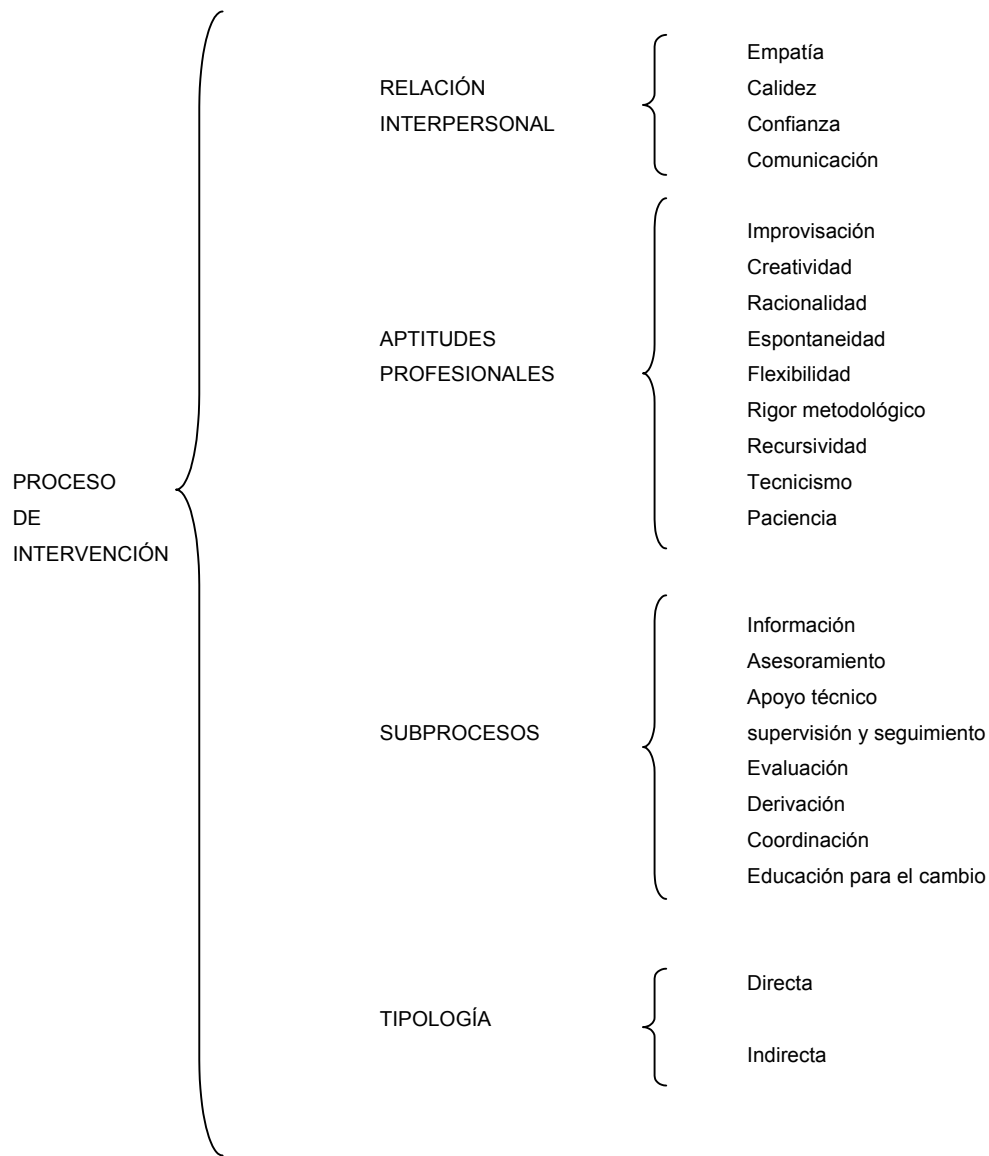 PROCESO
DE
INTERVENCIÓN
RELACIÓN
INTERPERSONAL
Empatía
Calidez
Confianza
Comunicación
APTITUDES
PROFESIONALES
Improvisación
Creatividad
Racionalidad
Espontaneidad
Flexibilidad
Rigor metodológico
Recursividad
Tecnicismo
Paciencia
SUBPROCESOS
Información
Asesoramiento
Apoyo técnico
supervisión y seguimiento
Evaluación
Derivación
Coordinación
Educación para el cambio
TIPOLOGÍA
Directa
Indirecta